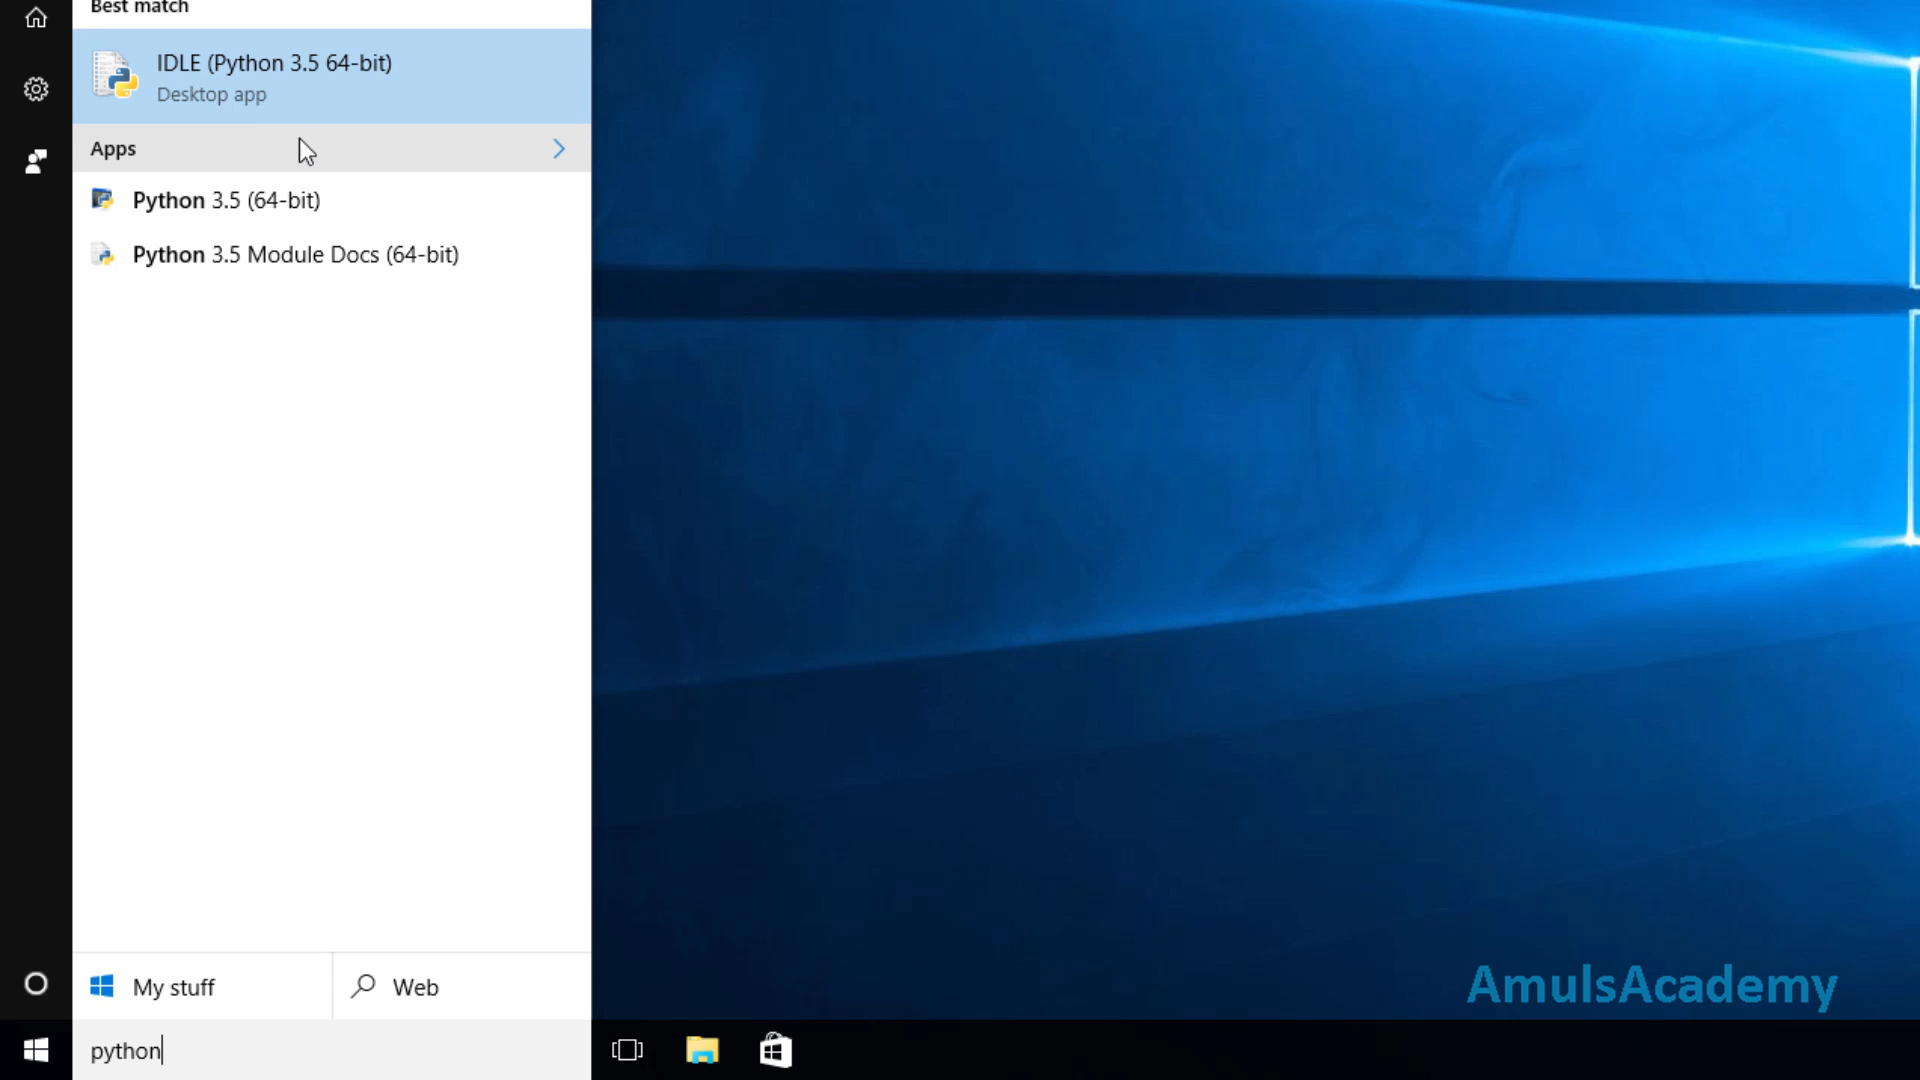 Best match
IDLE (Python 3.5 64-bit)
Desktop app
Apps
Python 3.5 (64-bit)
Python 3.5 Module Docs (64-bit)
My stuff
Web
AmulsAcademy
python